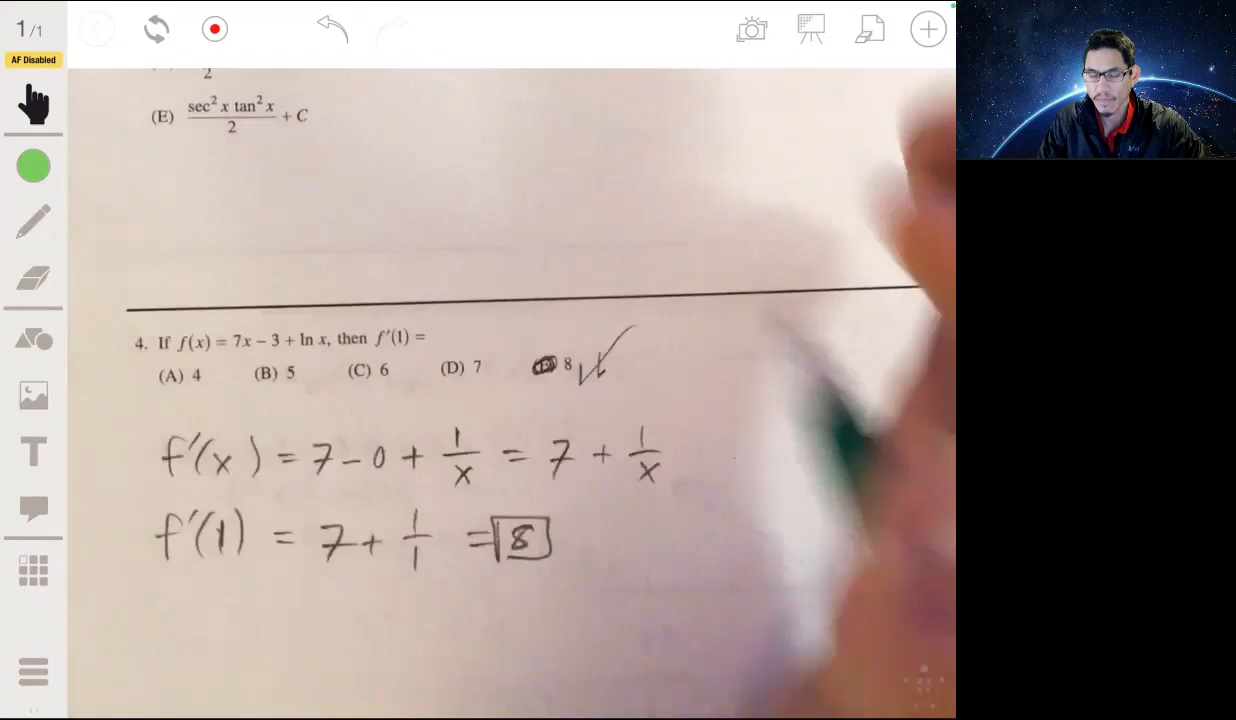 1/1
AF Disabled
2
(E) sec² x tan² x / 2 + C
4. If f(x) = 7x − 3 + ln x, then f′(1) =
(A) 4 (B) 5 (C) 6 (D) 7 8
f′(x) = 7 − 0 + 1/x = 7 + 1/x
f′(1) = 7 + 1/1 = 8
T